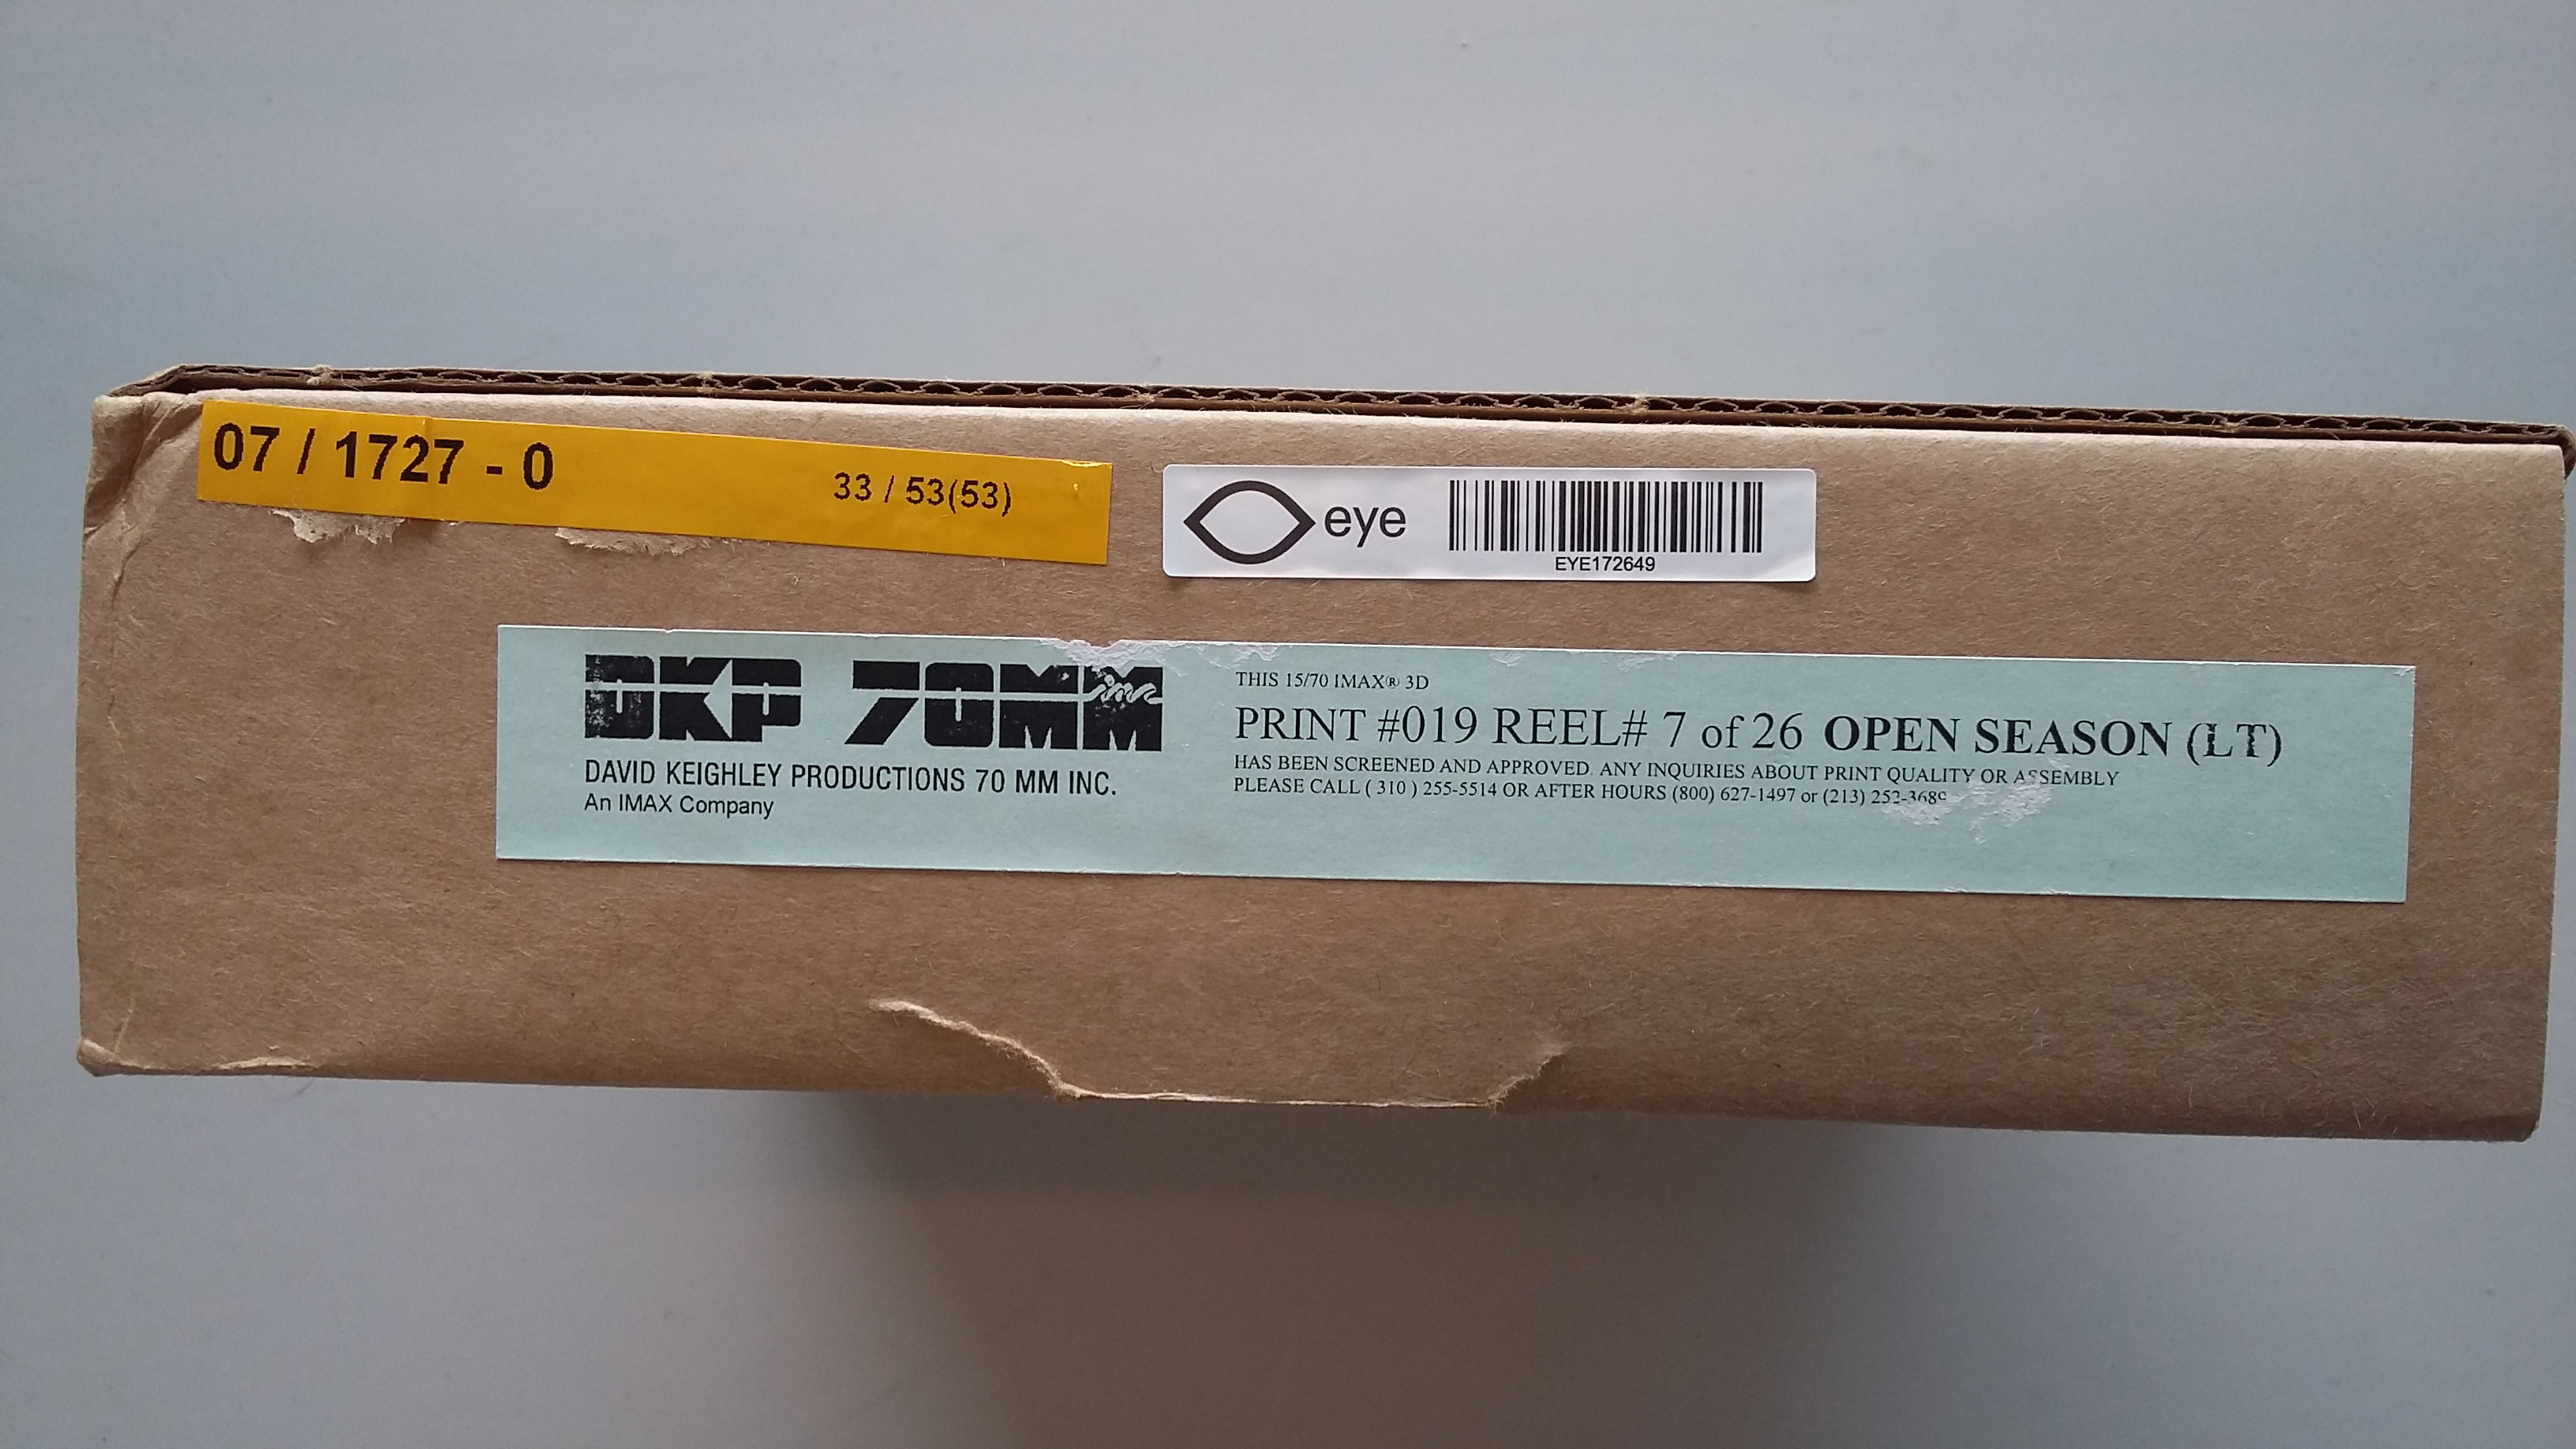 07 / 1727 - 0
33 / 53(53)
eye
EYE172649
DKP 70MM inc
DAVID KEIGHLEY PRODUCTIONS 70 MM INC.
An IMAX Company
THIS 15/70 IMAX® 3D
PRINT #019 REEL# 7 of 26 OPEN SEASON (LT)
HAS BEEN SCREENED AND APPROVED. ANY INQUIRIES ABOUT PRINT QUALITY OR ASSEMBLY
PLEASE CALL ( 310 ) 255-5514 OR AFTER HOURS (800) 627-1497 or (213) 252-3689